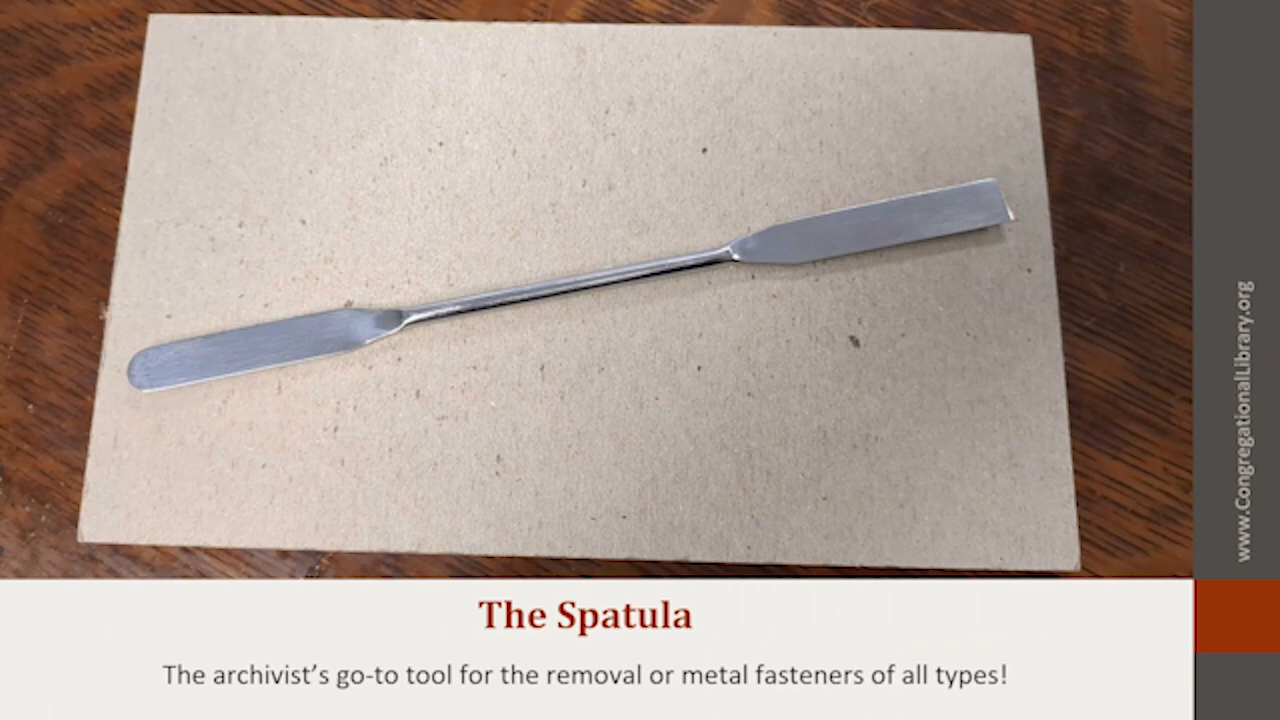 The Spatula
The archivist’s go-to tool for the removal or metal fasteners of all types!
www.CongregationalLibrary.org